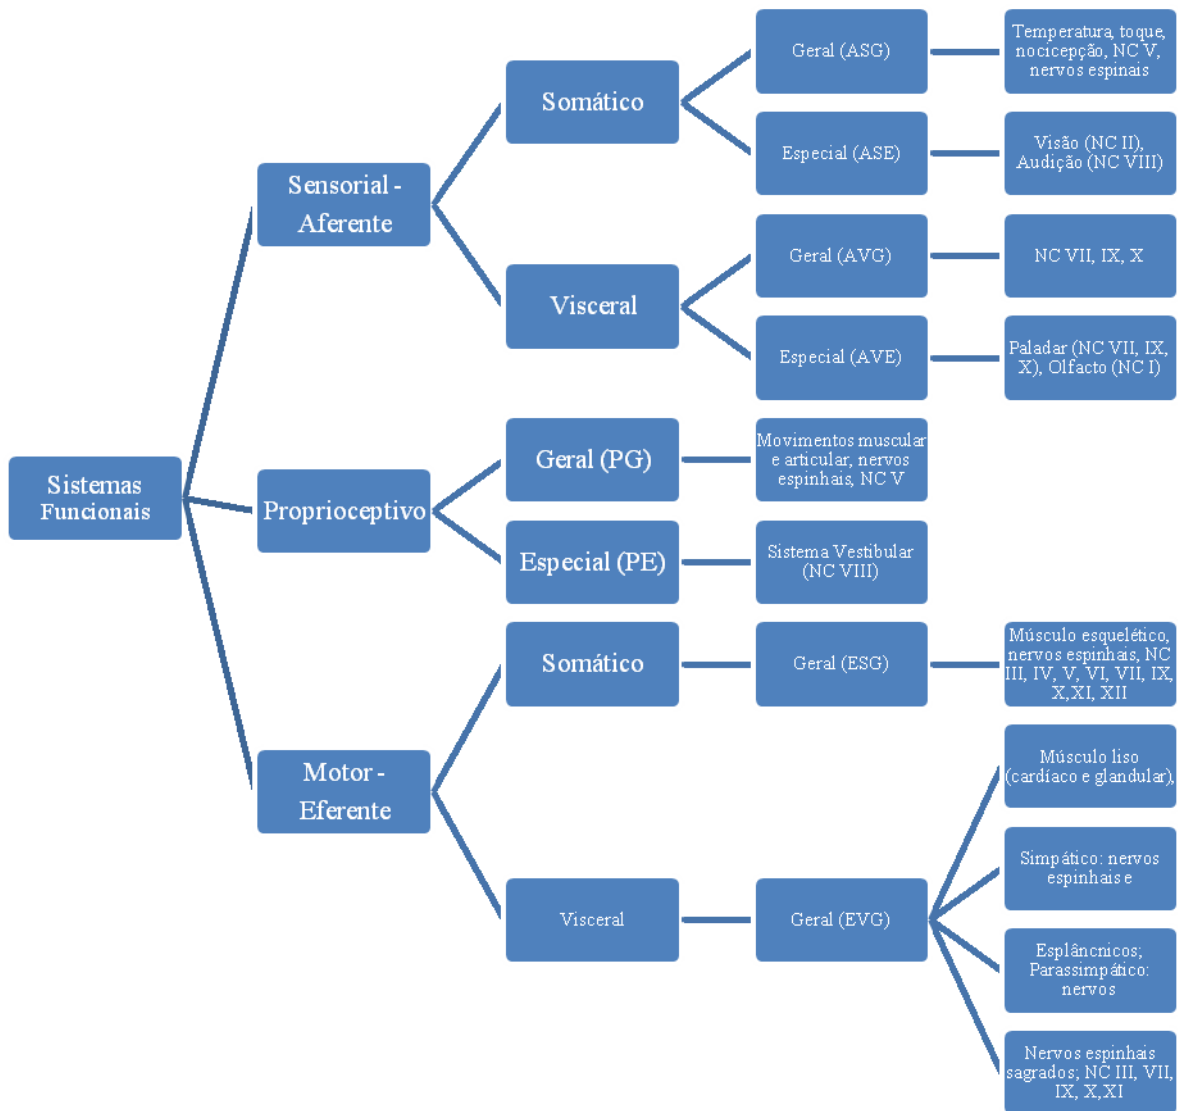 Sistemas
Funcionais
Sensorial -
Aferente
Somático
Geral (ASG)
Temperatura, toque,
nocicepção, NC V,
nervos espinais
Especial (ASE)
Visão (NC II),
Audição (NC VIII)
Visceral
Geral (AVG)
NC VII, IX, X
Especial (AVE)
Paladar (NC VII, IX,
X), Olfacto (NC I)
Proprioceptivo
Geral (PG)
Movimentos muscular
e articular, nervos
espinhais, NC V
Especial (PE)
Sistema Vestibular
(NC VIII)
Motor -
Eferente
Somático
Geral (ESG)
Músculo esquelético,
nervos espinhais, NC
III, IV, V, VI, VII, IX,
X,XI, XII
Visceral
Geral (EVG)
Músculo liso
(cardíaco e glandular),
Simpático: nervos
espinhais e
Esplâncnicos;
Parassimpático:
nervos
Nervos espinhais
sagrados; NC III, VII,
IX, X,XI